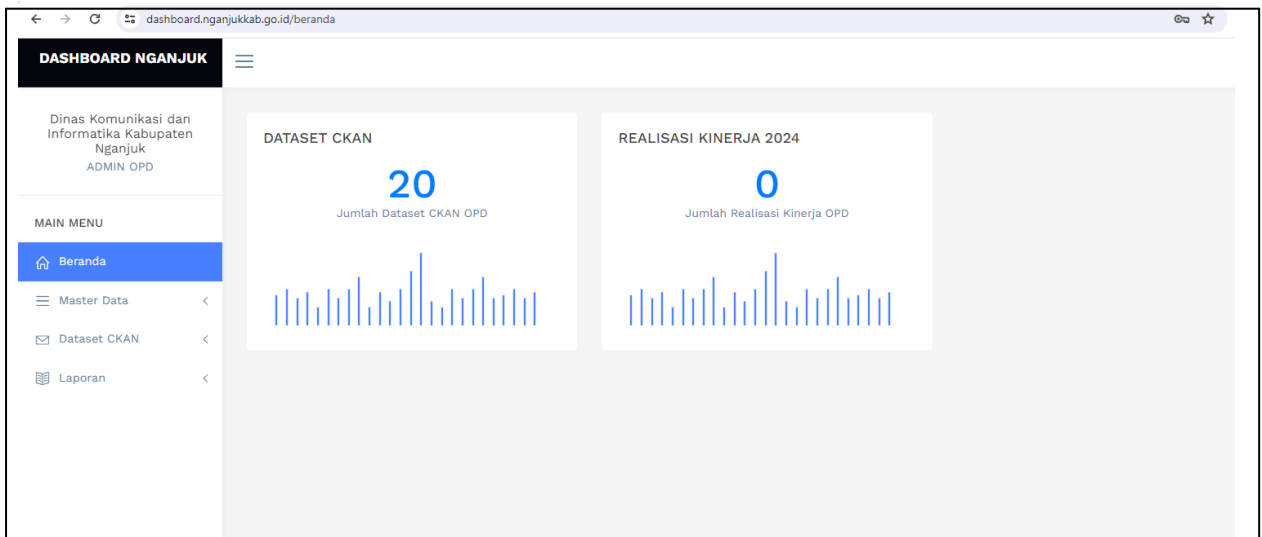 dashboard.nganjukkab.go.id/beranda
DASHBOARD NGANJUK
Dinas Komunikasi dan
Informatika Kabupaten
Nganjuk
ADMIN OPD
MAIN MENU
Beranda
Master Data
Dataset CKAN
Laporan
DATASET CKAN
20
Jumlah Dataset CKAN OPD
REALISASI KINERJA 2024
0
Jumlah Realisasi Kinerja OPD